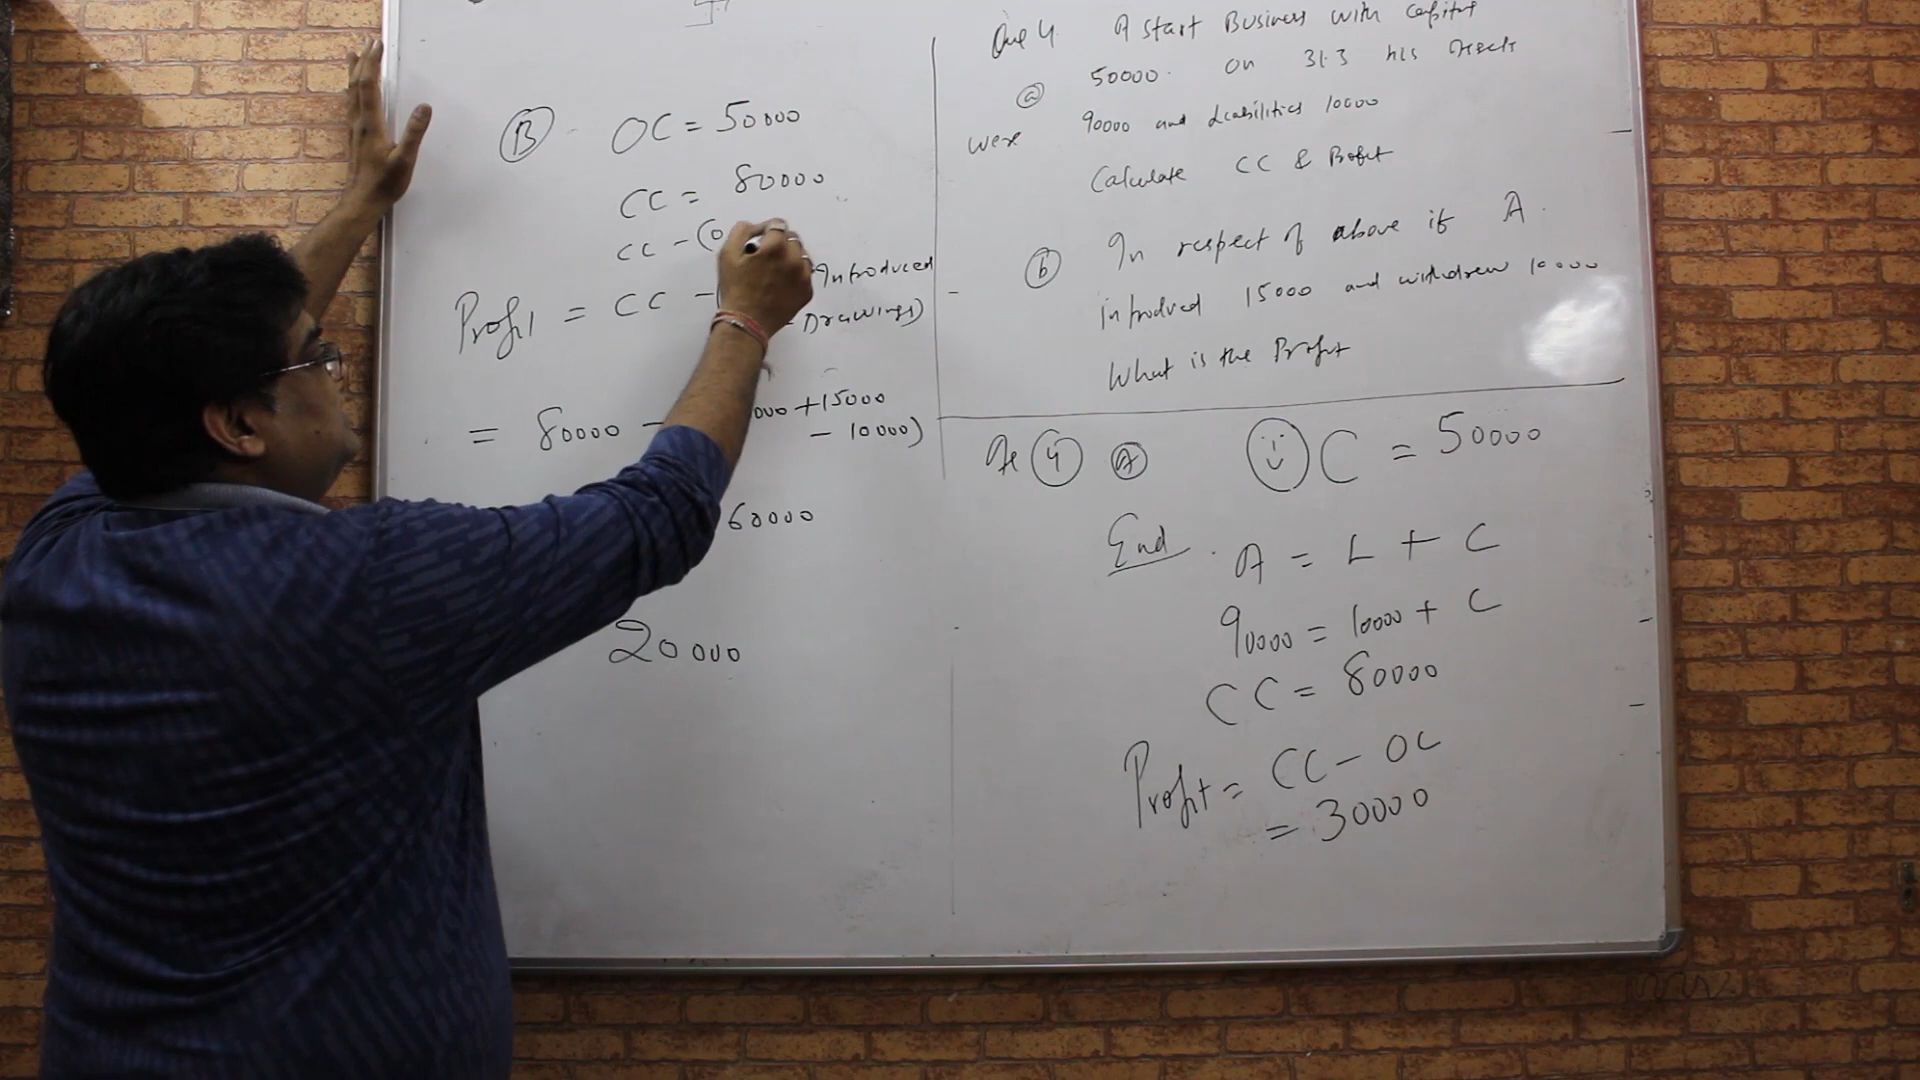 B OC = 50000
CC = 80000
CC - (O
Profit = CC - Introduced
- Drawings)
= 80000 - 000 + 15000
- 10000)
60000
20000
Que 4 A start Business with capital
a 50000. on 31.3 his Assets
were 90000 and Liabilities 10000
Calculate CC & Profit
b In respect of above if A.
Introduced 15000 and withdrew 10000
What is the Profit
4 A C = 50000
End. A = L + C
90000 = 10000 + C
CC = 80000
Profit = CC - OC
= 30000